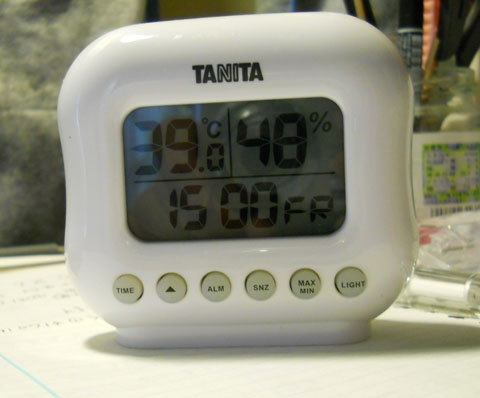 TANITA
39.0 °C 48 %
15 00 FR
TIME ▲ ALM SNZ MAX MIN LIGHT